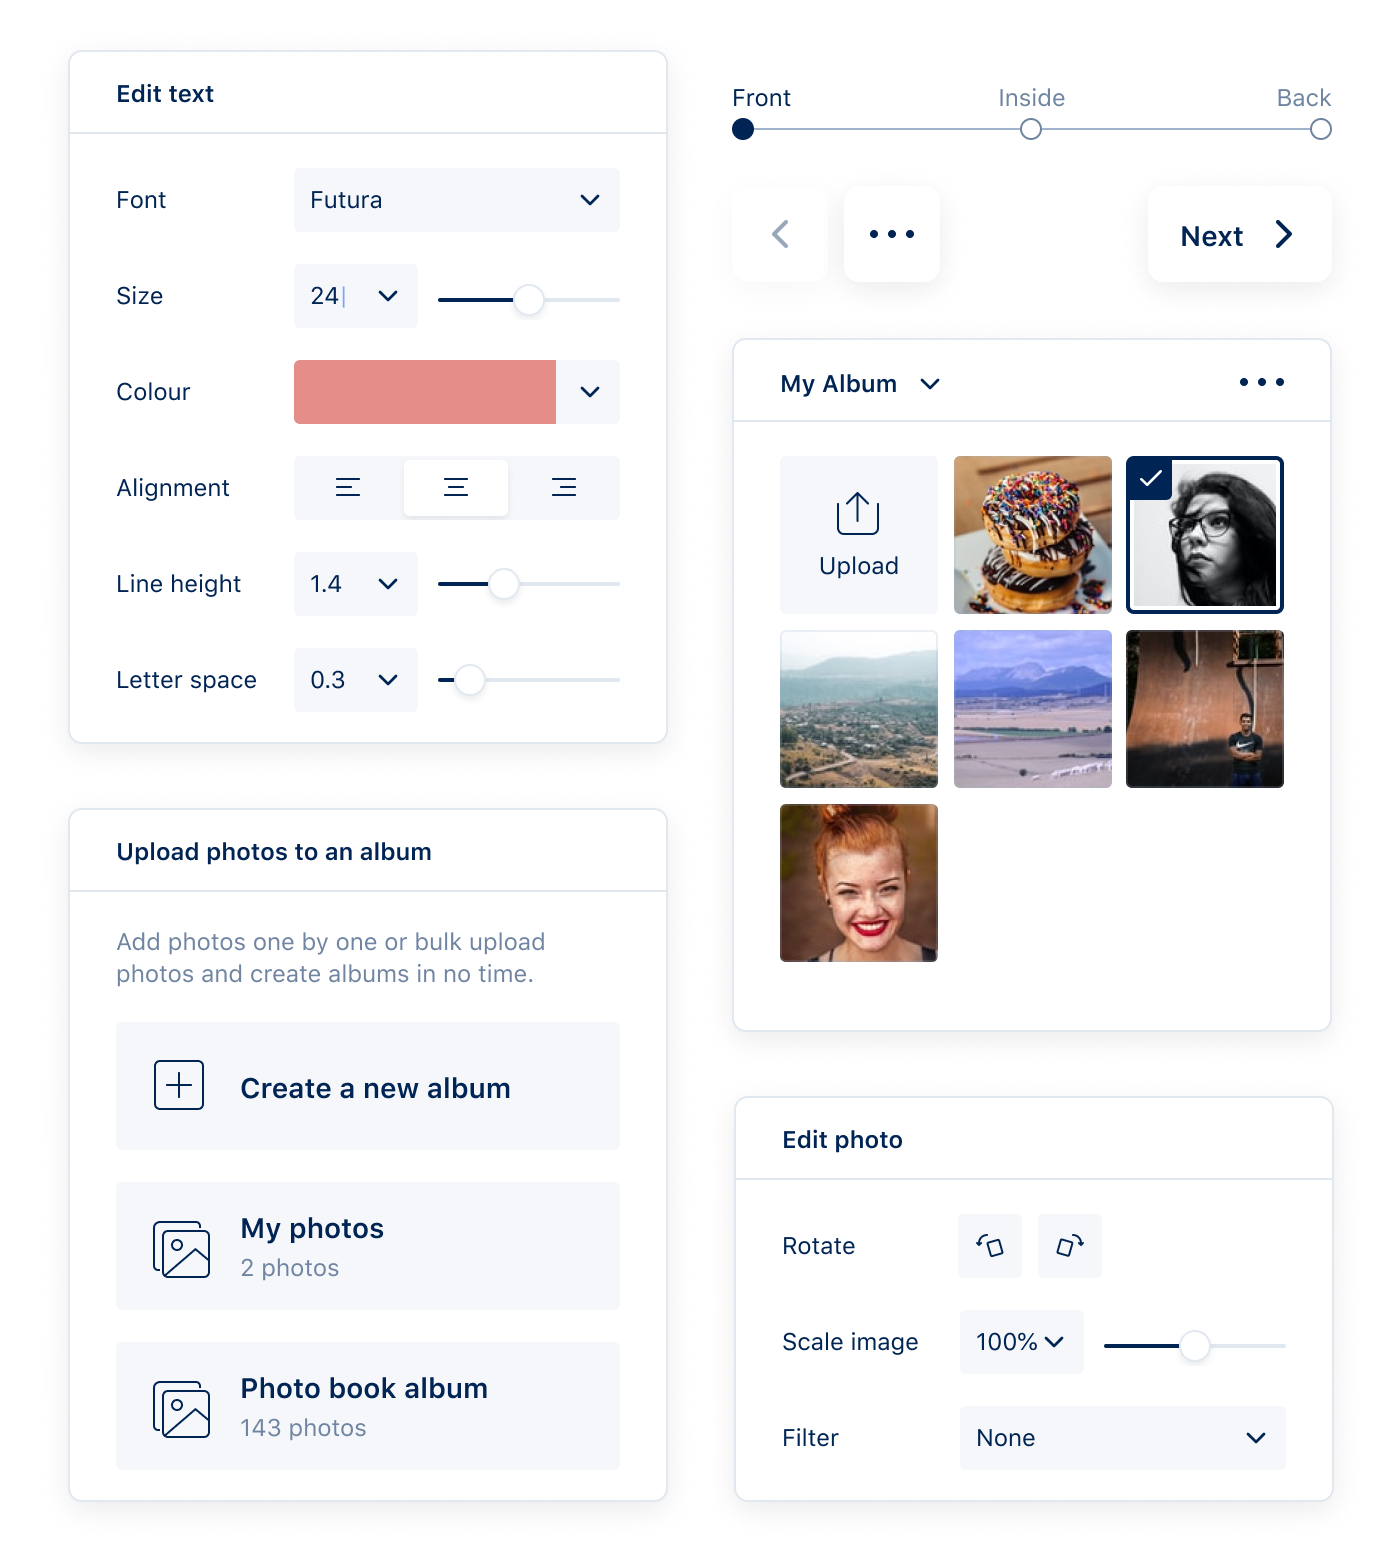 Edit text
Font
Futura
Size
24
Colour
Alignment
Line height
1.4
Letter space
0.3
Upload photos to an album
Add photos one by one or bulk upload
photos and create albums in no time.
Create a new album
My photos
2 photos
Photo book album
143 photos
Front
Inside
Back
Next
My Album
Upload
Edit photo
Rotate
Scale image
100%
Filter
None